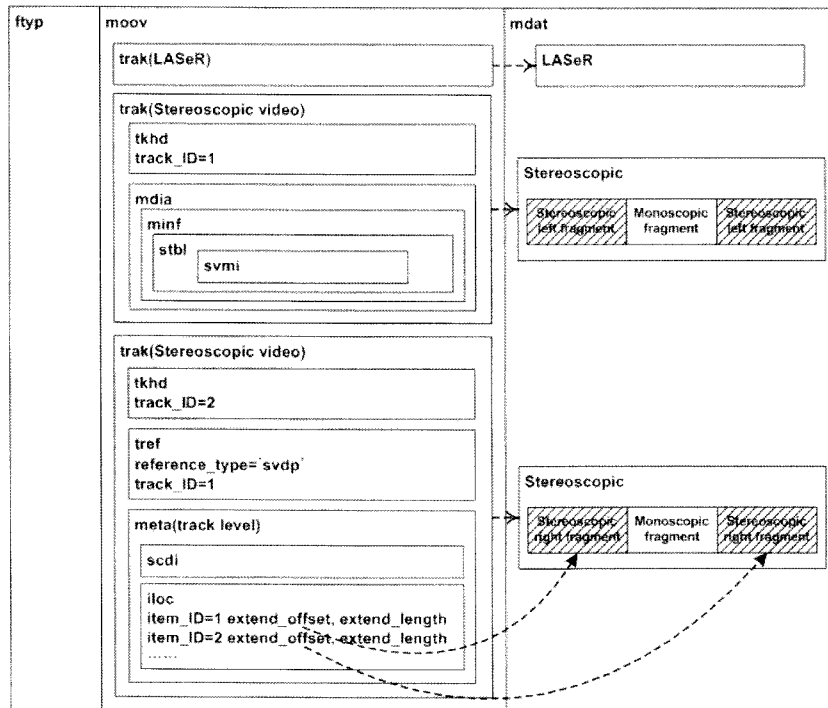 ftyp
moov
mdat
trak(LASeR)
LASeR
trak(Stereoscopic video)
tkhd
track_ID=1
mdia
minf
stbl
svmi
Stereoscopic
Stereoscopic
left fragment
Monoscopic
fragment
Stereoscopic
left fragment
trak(Stereoscopic video)
tkhd
track_ID=2
tref
reference_type=`svdp`
track_ID=1
meta(track level)
scdi
iloc
item_ID=1 extend_offset, extend_length
item_ID=2 extend_offset, extend_length
......
Stereoscopic
Stereoscopic
right fragment
Monoscopic
fragment
Stereoscopic
right fragment